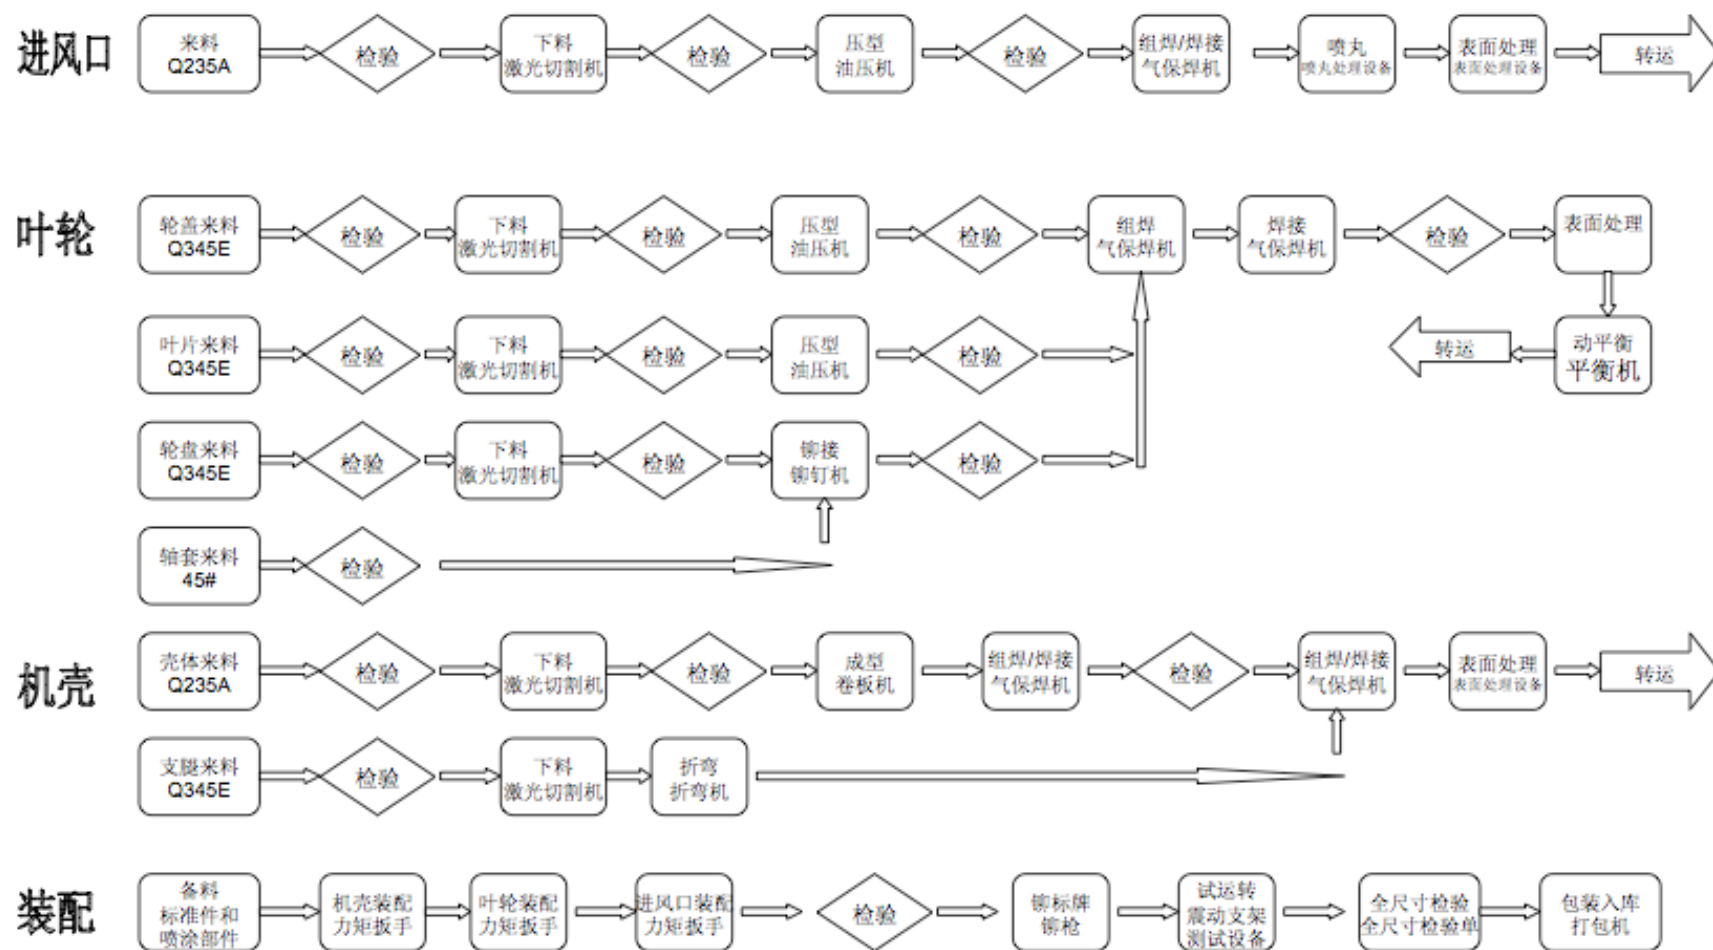 进风口
来料
Q235A
检验
下料
激光切割机
检验
压型
油压机
检验
组焊/焊接
气保焊机
喷丸
喷丸处理设备
表面处理
表面处理设备
转运
叶轮
轮盖来料
Q345E
检验
下料
激光切割机
检验
压型
油压机
检验
组焊
气保焊机
焊接
气保焊机
检验
表面处理
叶片来料
Q345E
检验
下料
激光切割机
检验
压型
油压机
检验
转运
动平衡
平衡机
轮盘来料
Q345E
检验
下料
激光切割机
检验
铆接
铆钉机
检验
轴套来料
45#
检验
机壳
壳体来料
Q235A
检验
下料
激光切割机
检验
成型
卷板机
组焊/焊接
气保焊机
检验
组焊/焊接
气保焊机
表面处理
表面处理设备
转运
支腿来料
Q345E
检验
下料
激光切割机
折弯
折弯机
装配
备料
标准件和
喷涂部件
机壳装配
力矩扳手
叶轮装配
力矩扳手
进风口装配
力矩扳手
检验
铆标牌
铆枪
试运转
震动支架
测试设备
全尺寸检验
全尺寸检验单
包装入库
打包机